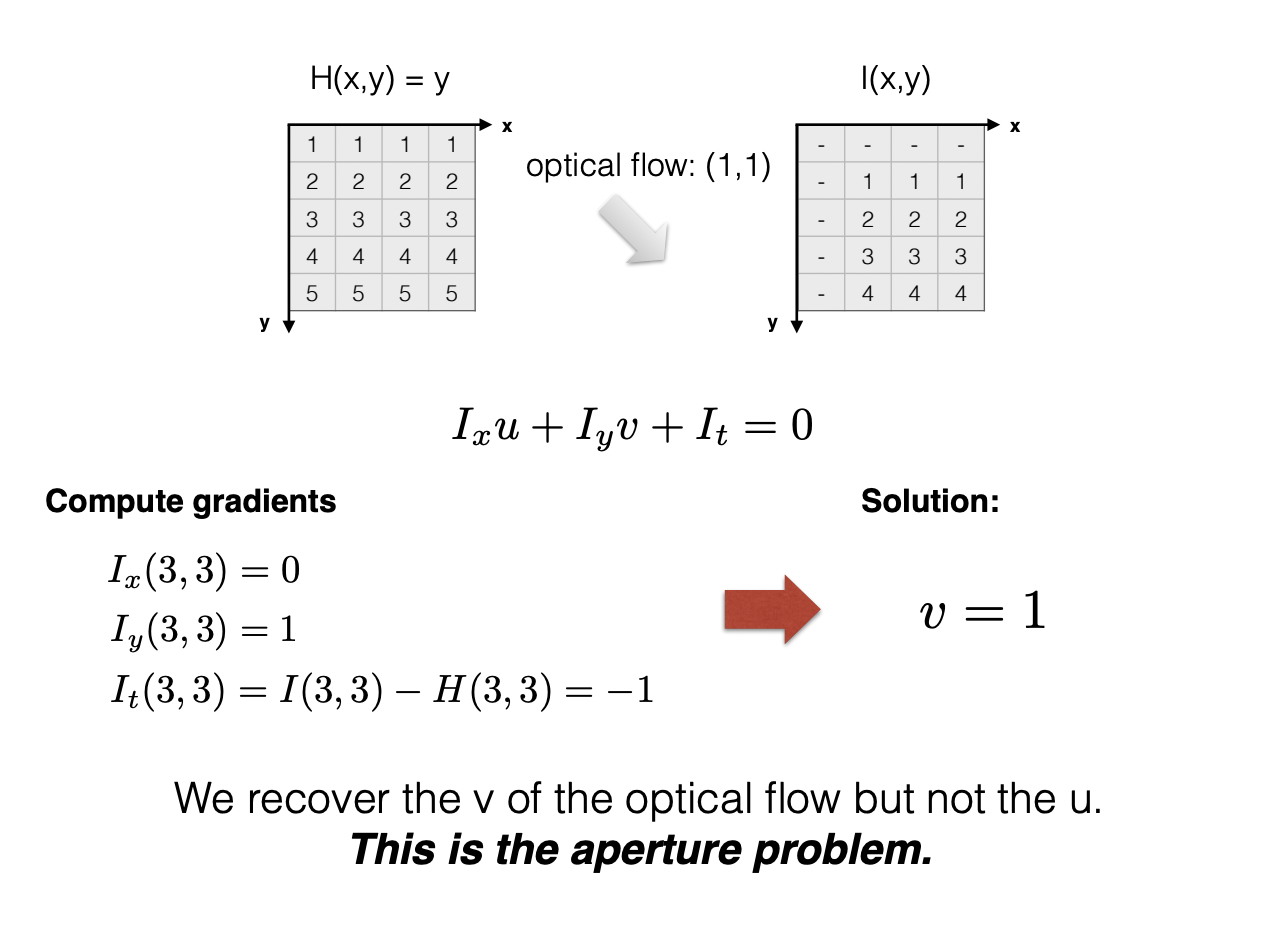 H(x,y) = y
x
1 1 1 1
2 2 2 2
3 3 3 3
4 4 4 4
5 5 5 5
y
optical flow: (1,1)
I(x,y)
x
- - - -
- 1 1 1
- 2 2 2
- 3 3 3
- 4 4 4
y
I_x u + I_y v + I_t = 0
Compute gradients
I_x(3, 3) = 0
I_y(3, 3) = 1
I_t(3, 3) = I(3, 3) − H(3, 3) = −1
Solution:
v = 1
We recover the v of the optical flow but not the u.
This is the aperture problem.